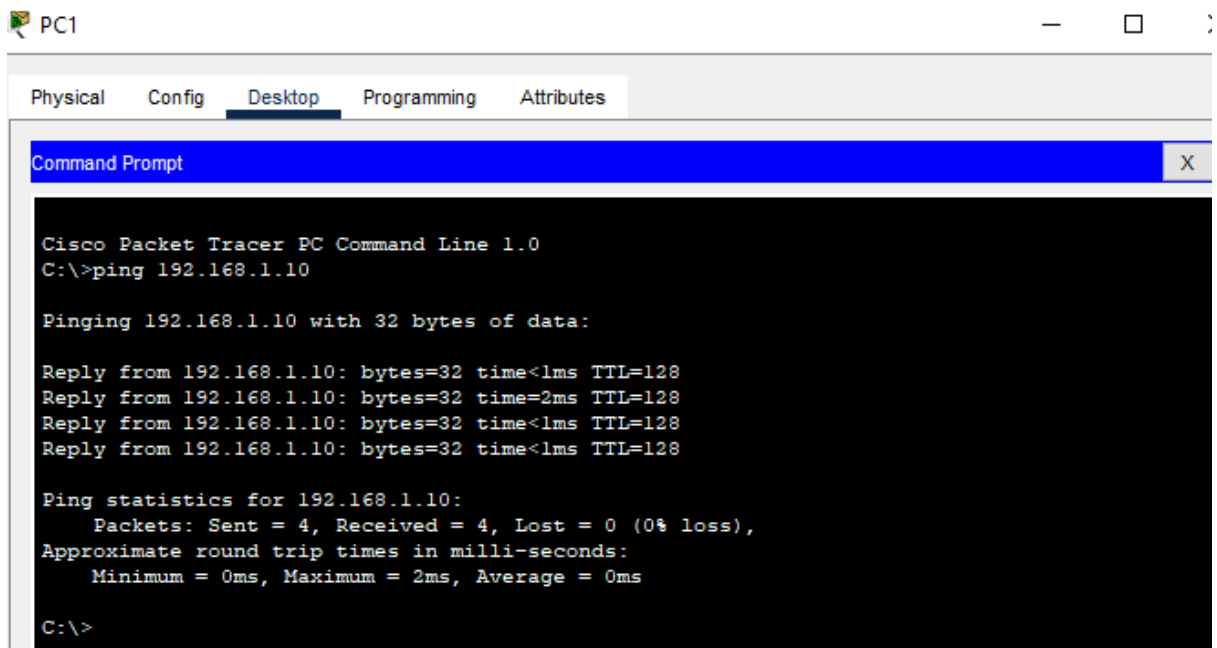 PC1
Physical Config Desktop Programming Attributes
Command Prompt
X
Cisco Packet Tracer PC Command Line 1.0
C:\>ping 192.168.1.10
Pinging 192.168.1.10 with 32 bytes of data:
Reply from 192.168.1.10: bytes=32 time<1ms TTL=128
Reply from 192.168.1.10: bytes=32 time=2ms TTL=128
Reply from 192.168.1.10: bytes=32 time<1ms TTL=128
Reply from 192.168.1.10: bytes=32 time<1ms TTL=128
Ping statistics for 192.168.1.10:
Packets: Sent = 4, Received = 4, Lost = 0 (0% loss),
Approximate round trip times in milli-seconds:
Minimum = 0ms, Maximum = 2ms, Average = 0ms
C:\>